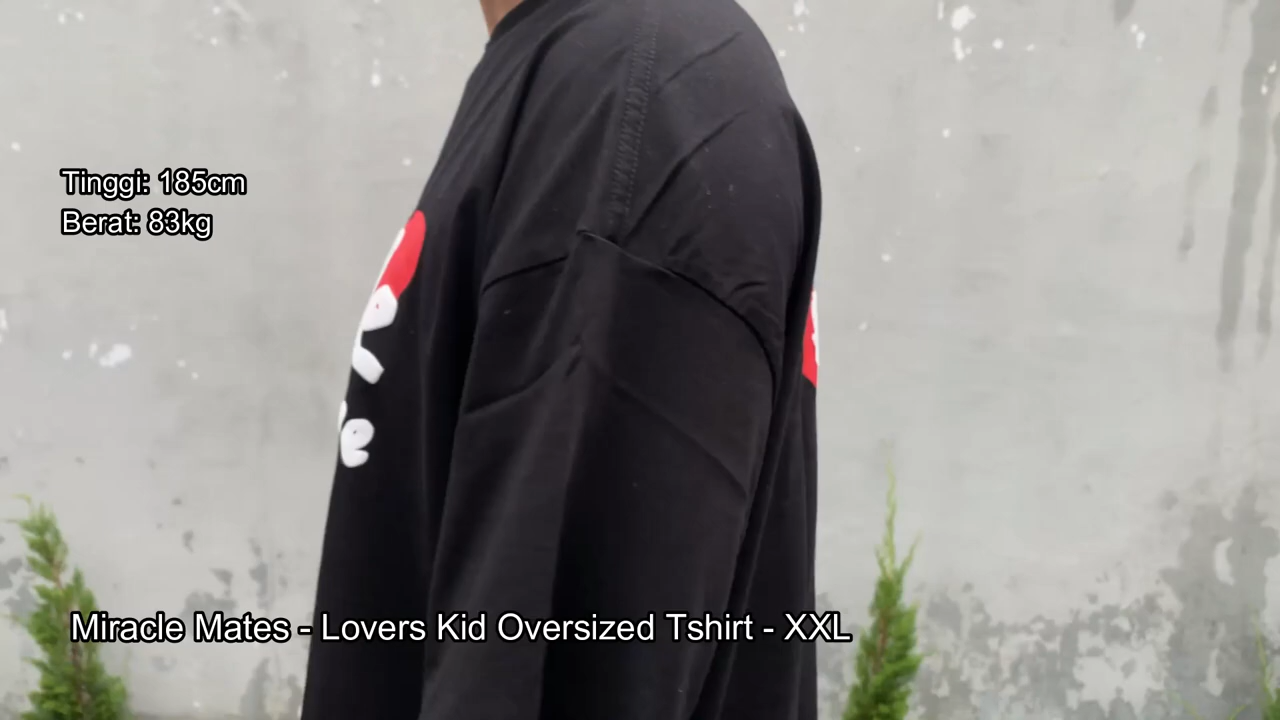 Tinggi: 185cm
Berat: 83kg
Miracle Mates - Lovers Kid Oversized Tshirt - XXL